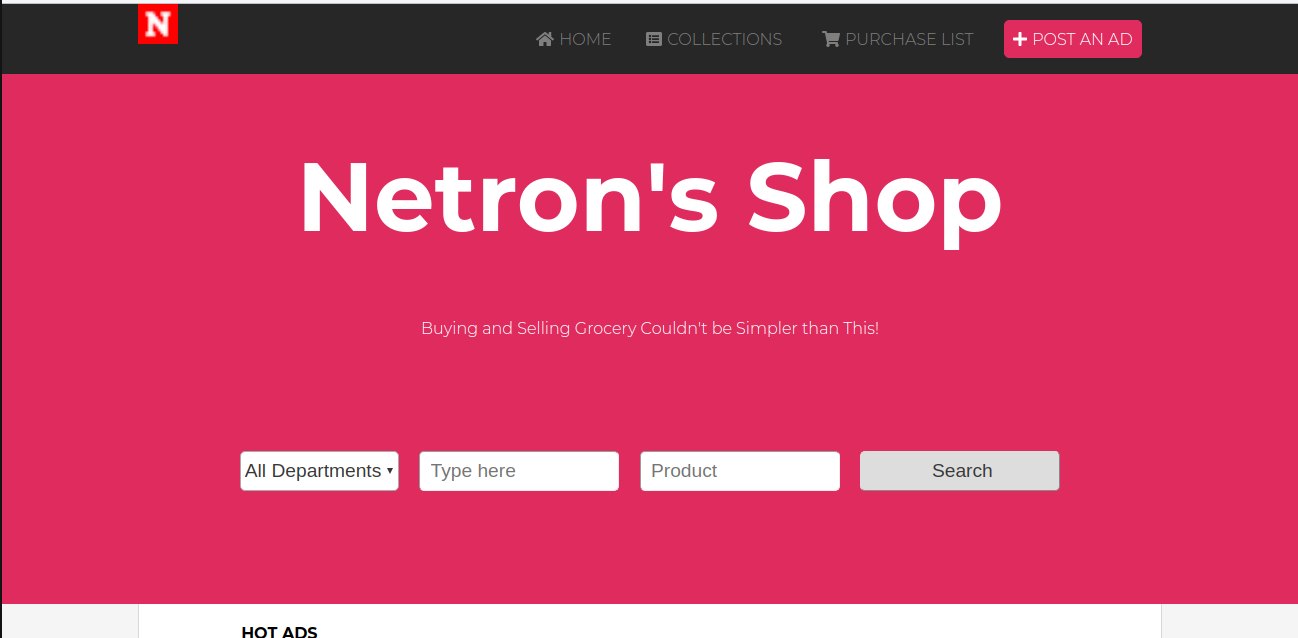 N
HOME COLLECTIONS PURCHASE LIST POST AN AD
Netron's Shop
Buying and Selling Grocery Couldn't be Simpler than This!
All Departments Type here Product Search
HOT ADS